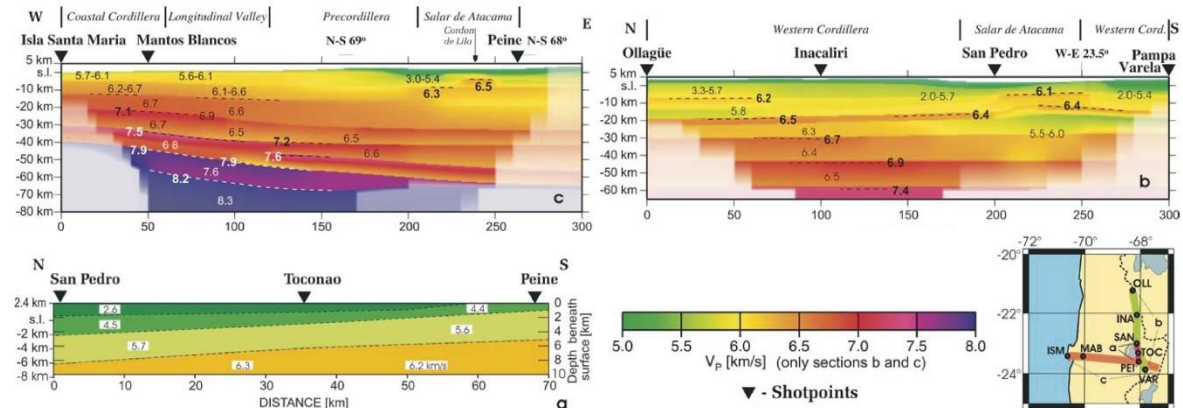 W
Coastal Cordillera
Longitudinal Valley
Precordillera
Salar de Atacama
E
Isla Santa Maria
Mantos Blancos
N-S 69º
Cordon de Lila
Peine
N-S 68º
5 km
s.l.
-10 km
-20 km
-30 km
-40 km
-50 km
-60 km
-70 km
-80 km
5.7-6.1
5.6-6.1
3.0-5.4
6.5
6.2-6.7
6.1-6.6
6.3
7.1
6.7
6.9
6.6
6.7
6.5
7.2
6.5
7.5
6.8
7.6
6.6
7.9
7.9
7.6
8.2
8.3
c
0
50
100
150
200
250
300
N
Western Cordillera
Salar de Atacama
Western Cord.
S
Ollagüe
Inacaliri
San Pedro
W-E 23.5º
Pampa Varela
5 km
s.l.
-10 km
-20 km
-30 km
-40 km
-50 km
-60 km
3.3-5.7
6.2
2.0-5.7
6.1
2.0-5.4
5.8
6.5
6.4
6.4
6.3
6.7
5.5-6.0
6.4
6.9
6.5
7.4
b
0
50
100
150
200
250
300
N
S
San Pedro
Toconao
Peine
2.4 km
s.l.
-2 km
-4 km
-6 km
-8 km
2.6
4.4
4.5
5.6
5.7
6.3
6.2 km/s
0
2
4
6
8
10
Depth beneath
surface [km]
0
10
20
30
40
50
60
70
DISTANCE [km]
a
5.0
5.5
6.0
6.5
7.0
7.5
8.0
VP [km/s] (only sections b and c)
▼ - Shotpoints
-72°
-70°
-68°
-20°
-22°
-24°
OLL
INA
b
SAN
a
TOC
ISM
MAB
PEI
c
VAR